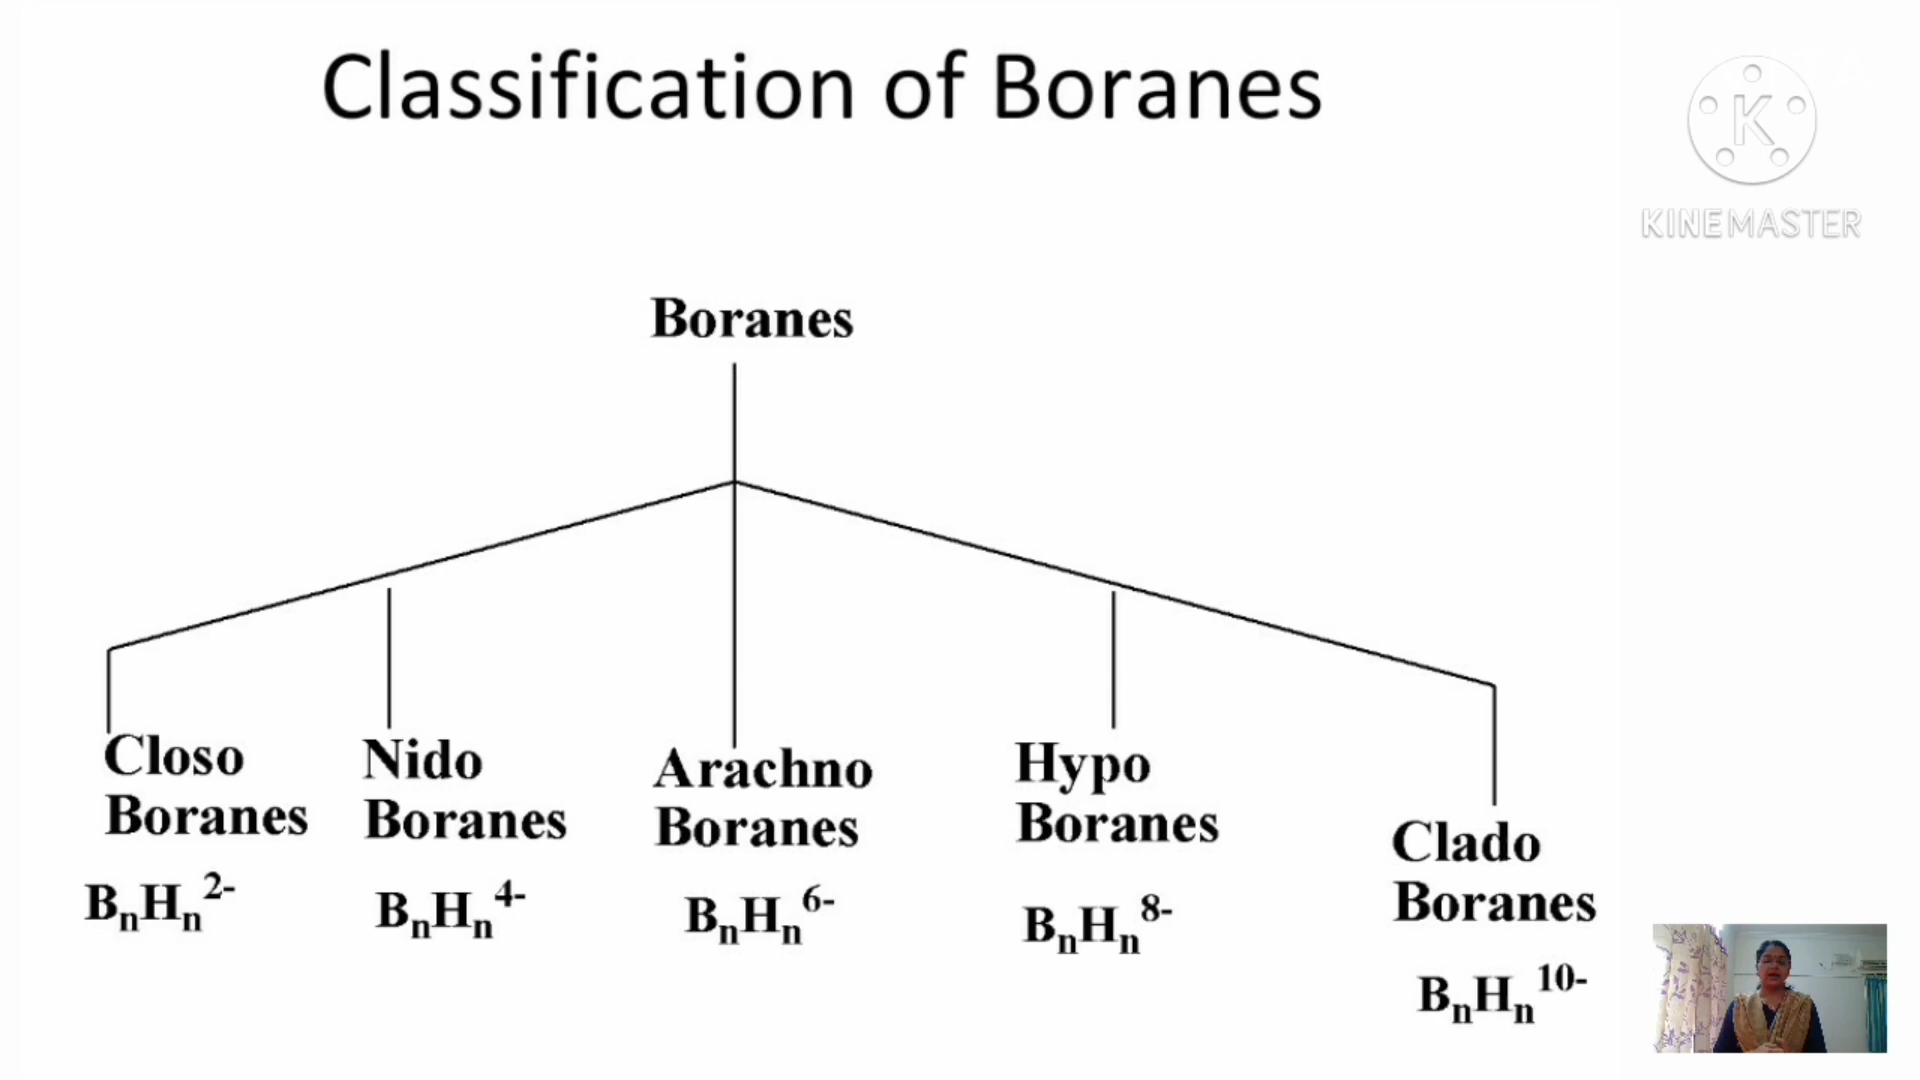 Classification of Boranes
K
KINEMASTER
Boranes
Closo
Boranes
BₙHₙ²⁻
Nido
Boranes
BₙHₙ⁴⁻
Arachno
Boranes
BₙHₙ⁶⁻
Hypo
Boranes
BₙHₙ⁸⁻
Clado
Boranes
BₙHₙ¹⁰⁻